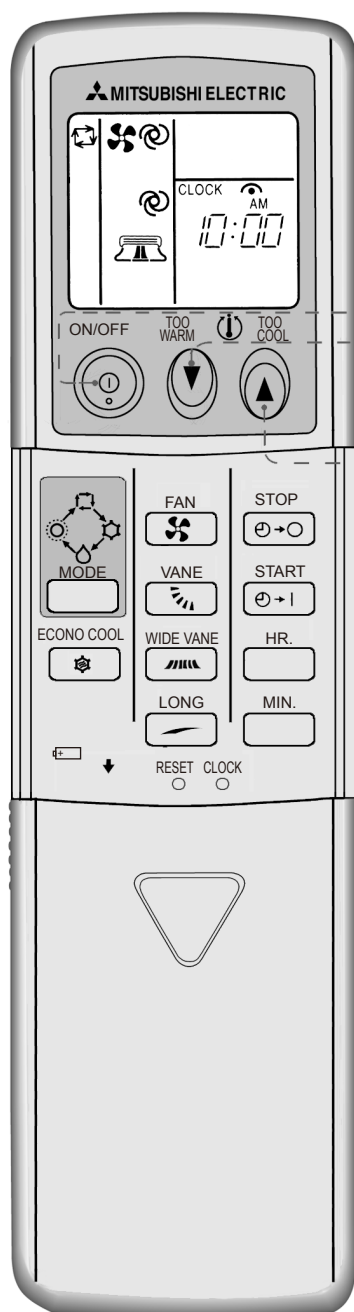 MITSUBISHI ELECTRIC
CLOCK
AM
10:00
ON/OFF
TOO
WARM
TOO
COOL
FAN
STOP
MODE
VANE
START
ECONO COOL
WIDE VANE
HR.
LONG
MIN.
RESET CLOCK